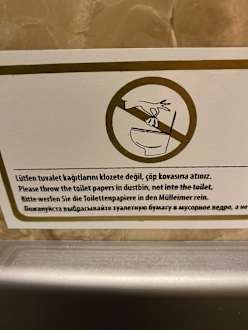 Lütfen tuvalet kağıtlarını klozete değil, çöp kovasına atınız.
Please throw the toilet papers in dustbin, not into the toilet.
Bitte werfen Sie die Toilettenpapiere in den Mülleimer rein.
Пожалуйста выбрасывайте туалетную бумагу в мусорное ведро, а не